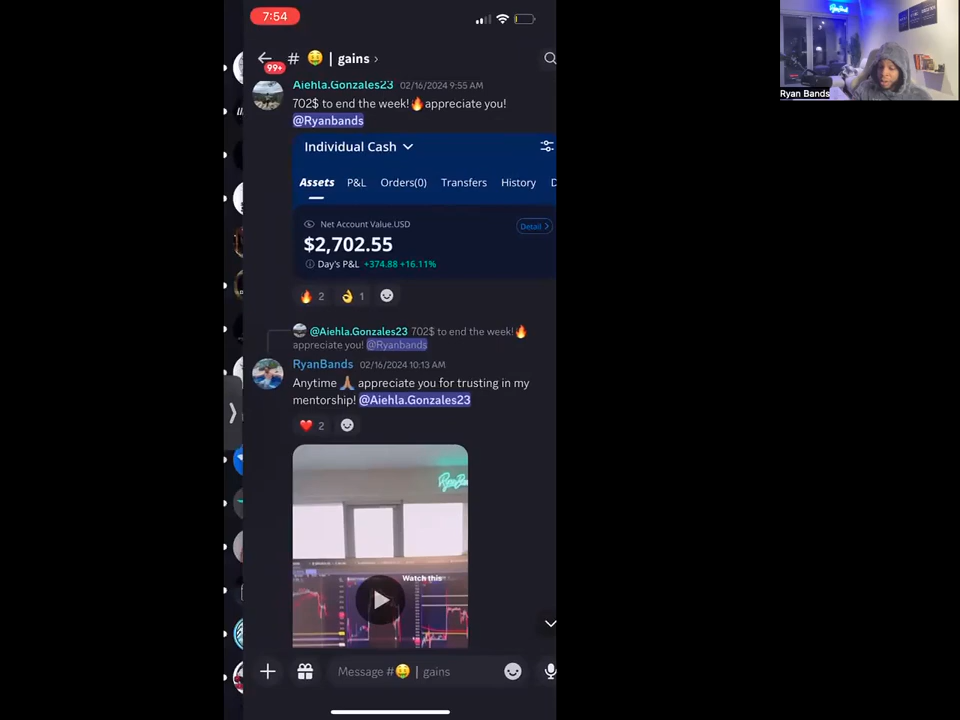 7:54
99+
# 🤑 | gains ›
Aiehla.Gonzales23 02/16/2024 9:55 AM
702$ to end the week!🔥appreciate you!
@Ryanbands
Individual Cash
Assets P&L Orders(0) Transfers History D
Net Account Value.USD
Detail >
$2,702.55
Day's P&L +374.88 +16.11%
🔥 2 👌 1
@Aiehla.Gonzales23 702$ to end the week!🔥
appreciate you! @Ryanbands
RyanBands 02/16/2024 10:13 AM
Anytime 🙏🏽 appreciate you for trusting in my
mentorship! @Aiehla.Gonzales23
❤️ 2
Watch this
Message #🤑 | gains
Ryan Bands